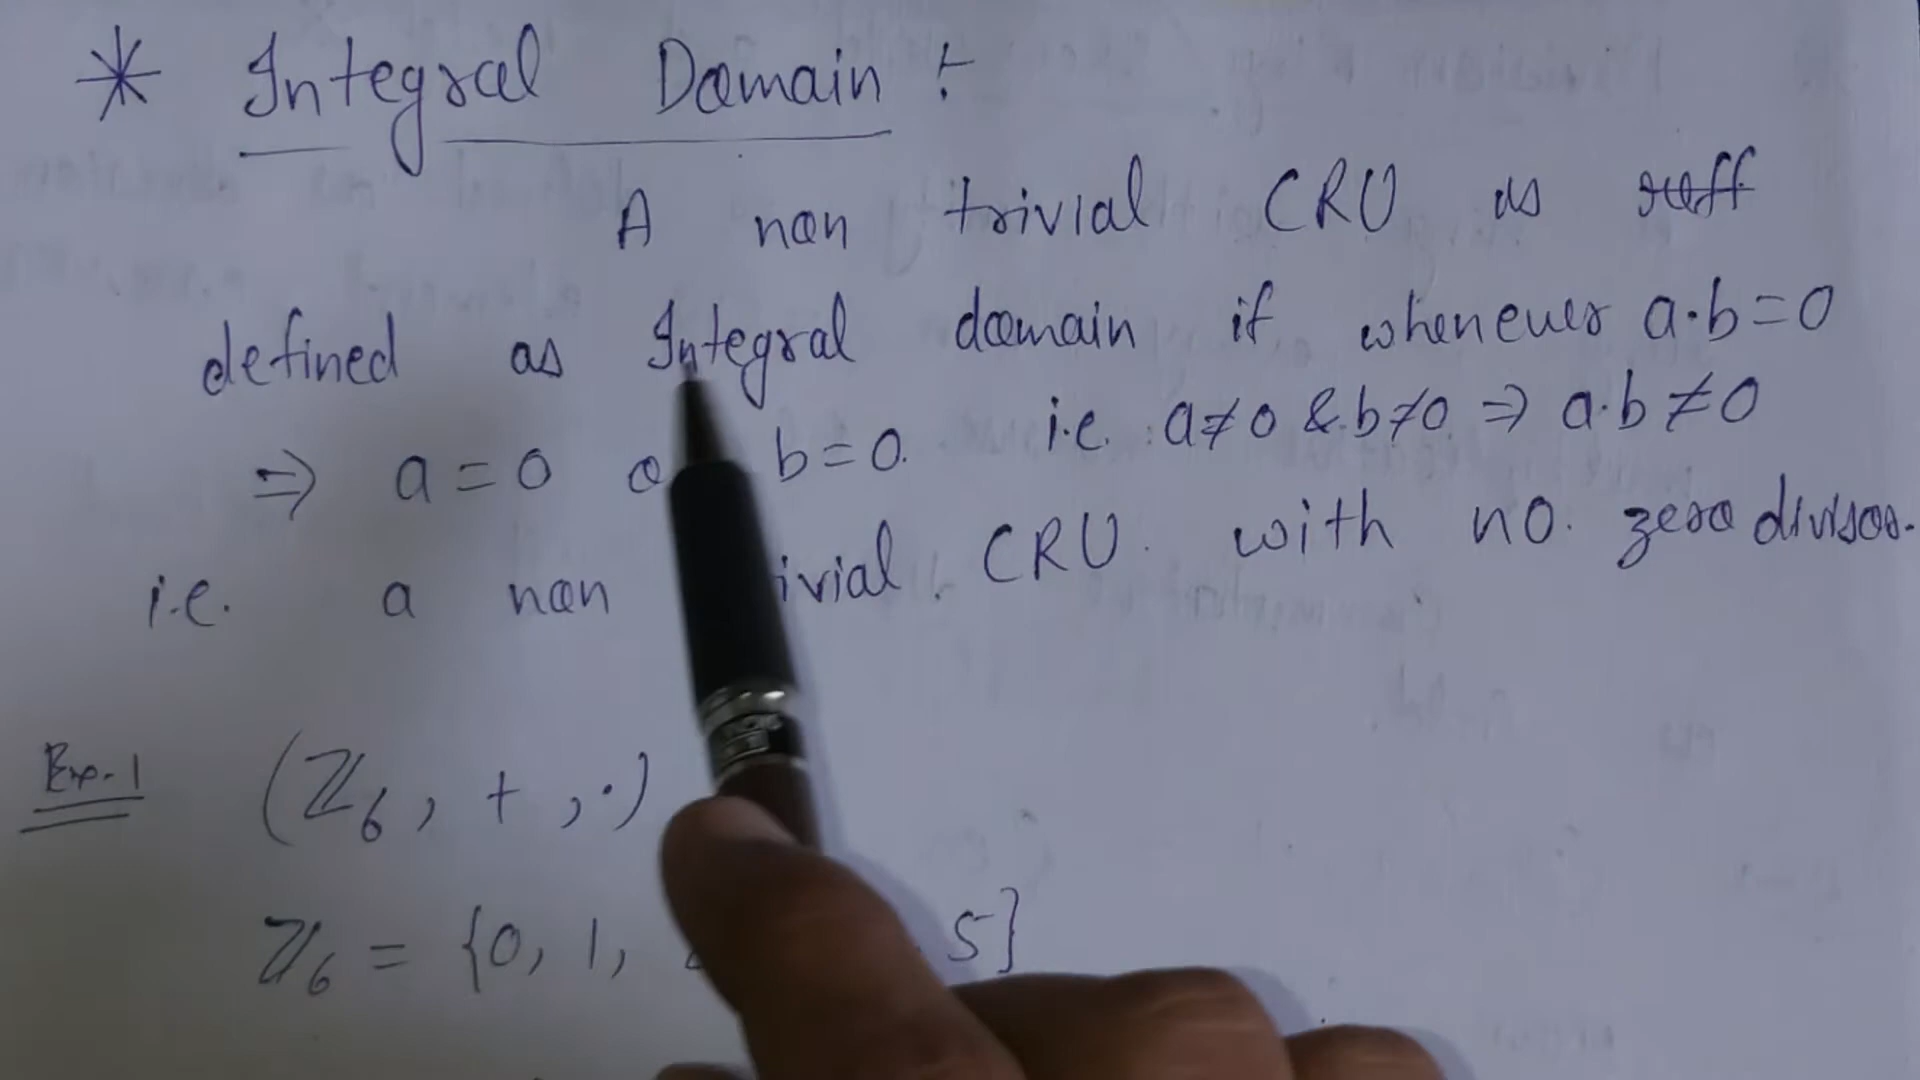 * Integral Domain :-
A non trivial CRU is
defined as Integral domain if whenever a·b=0
⇒ a=0 b=0. i.e. a≠0 & b≠0 ⇒ a·b≠0
i.e. a non ivial CRU with no. zero divisor.
Exp-1 (Z₆, +, ·)
Z₆ = {0, 1, 5}